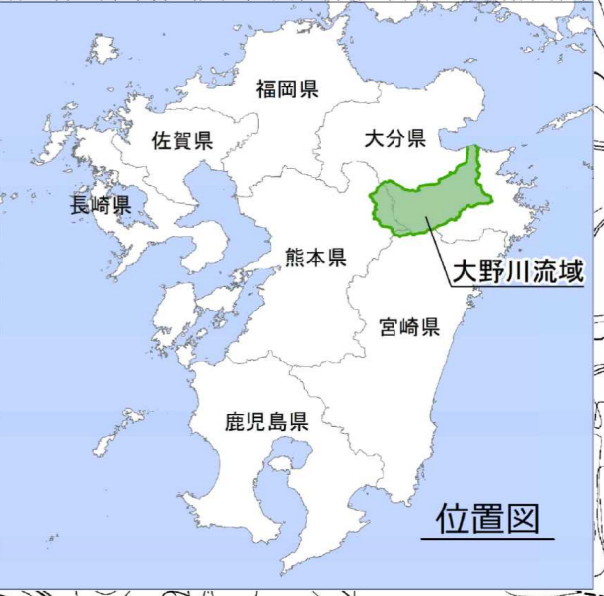 福岡県
佐賀県
大分県
長崎県
熊本県
大野川流域
宮崎県
鹿児島県
位置図